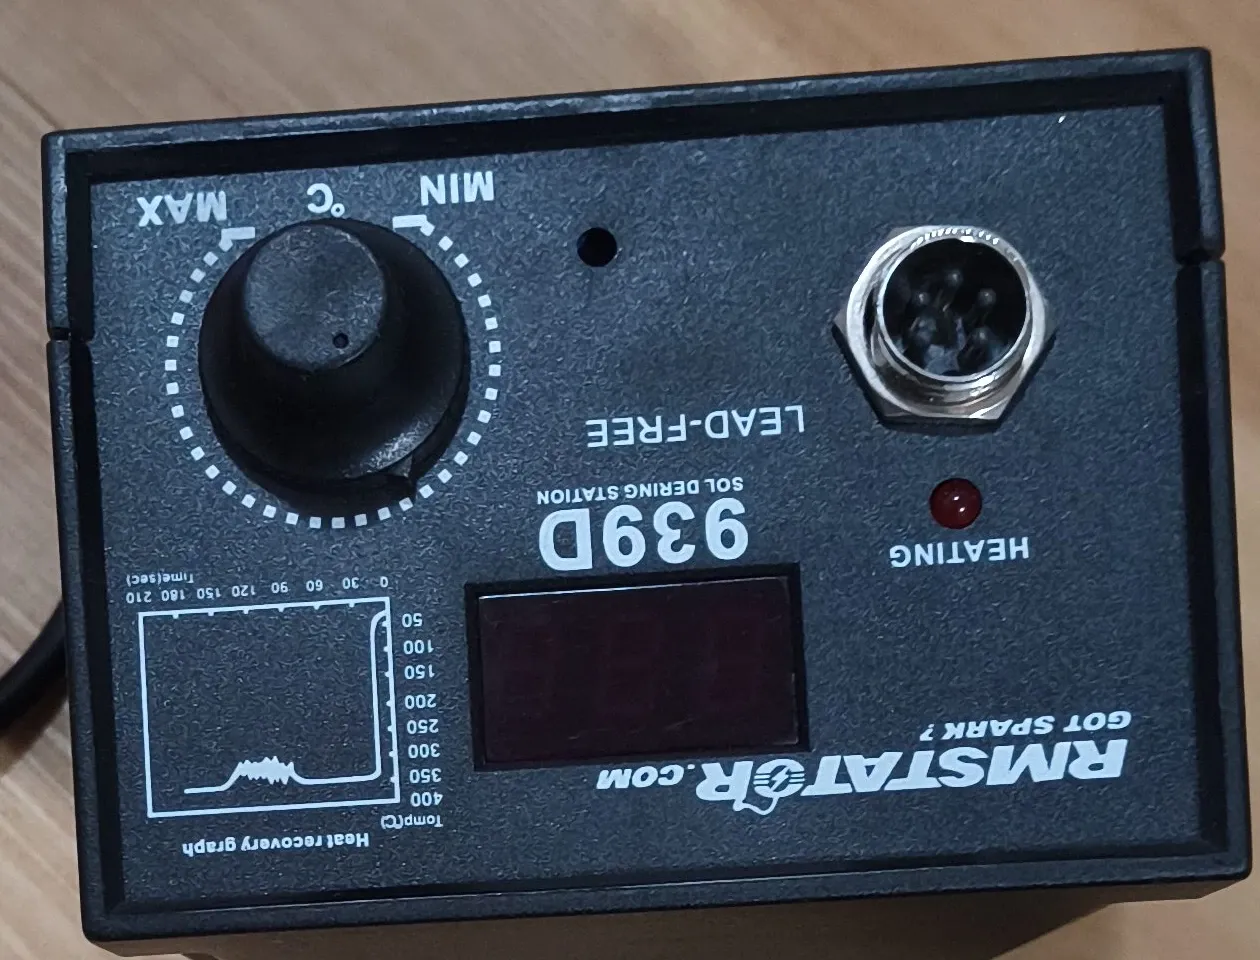 RMSTATOR.COM
GOT SPARK?
HEATING
939D
SOL DERING STATION
LEAD-FREE
Heat recovery graph
Temp(℃)
400
350
300
250
200
150
100
50
0 30 60 90 120 150 180 210
Time(sec)
MIN
°C
MAX